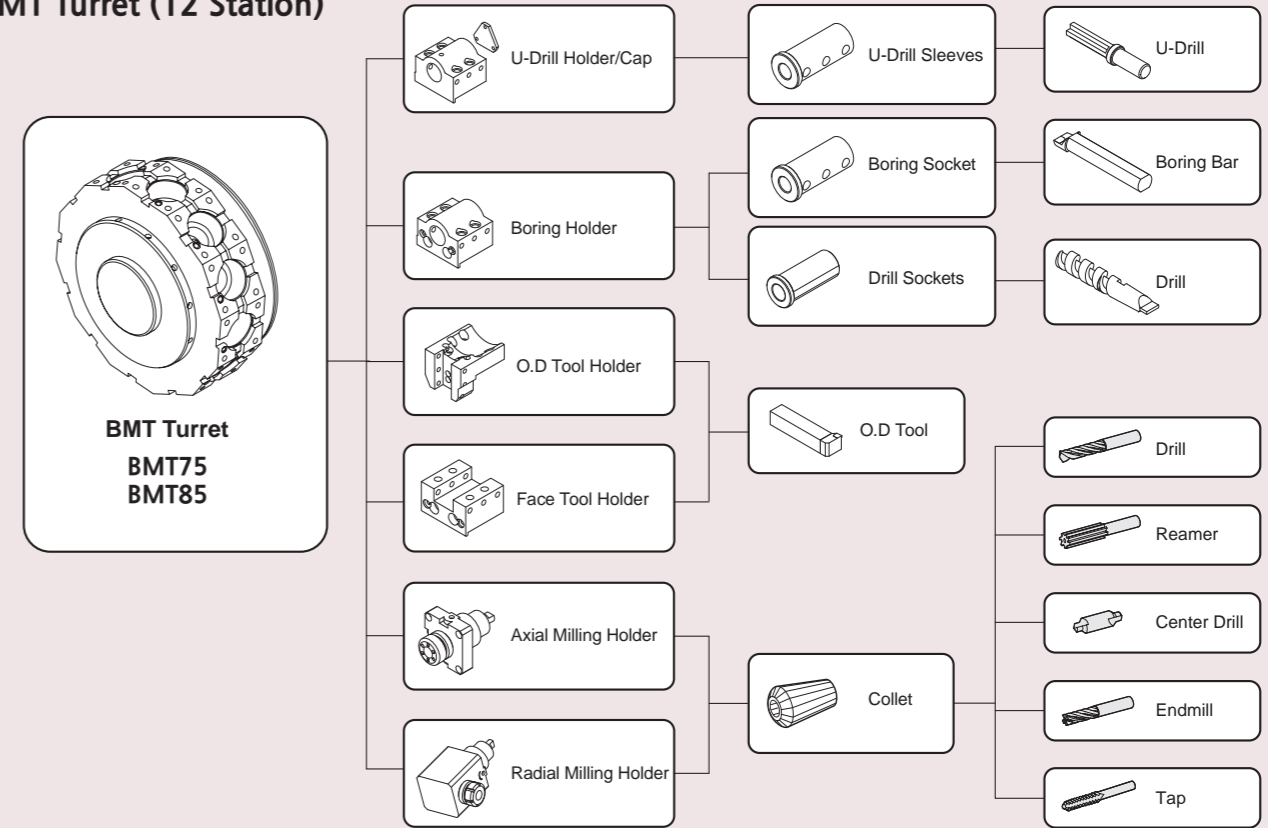 MT Turret (12 Station)
U-Drill Holder/Cap
U-Drill Sleeves
U-Drill
Boring Holder
Boring Socket
Boring Bar
Drill Sockets
Drill
O.D Tool Holder
O.D Tool
Face Tool Holder
BMT Turret
BMT75
BMT85
Axial Milling Holder
Radial Milling Holder
Collet
Drill
Reamer
Center Drill
Endmill
Tap